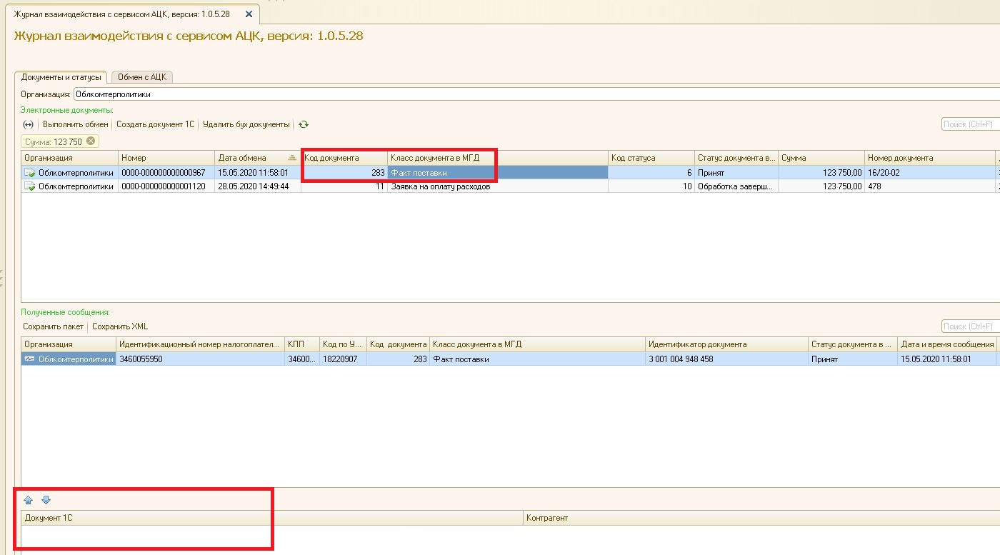 Журнал взаимодействия с сервисом АЦК, версия: 1.0.5.28
Журнал взаимодействия с сервисом АЦК, версия: 1.0.5.28
Документы и статусы Обмен с АЦК
Организация: Облкомтерполитики
Электронные документы:
Выполнить обмен Создать документ 1С Удалить бух документы Поиск (Ctrl+F)
Сумма: 123 750
Организация Номер Дата обмена Код документа Класс документа в МГД Код статуса Статус документа в... Сумма Номер документа
Облкомтерполитики 0000-000000000000967 15.05.2020 11:58:01 283 Факт поставки 6 Принят 123 750,00 16/20-02
Облкомтерполитики 0000-000000000001120 28.05.2020 14:49:44 11 Заявка на оплату расходов 10 Обработка заверш... 123 750,00 478
Полученные сообщения:
Сохранить пакет Сохранить XML Поиск (Ctrl+F)
Организация Идентификационный номер налогоплател... КПП Код по У... Код документа Класс документа в МГД Идентификатор документа Статус документа в ... Дата и время сообщения
Облкомтерполитики 3460055950 34600... 18220907 283 Факт поставки 3 001 004 948 458 Принят 15.05.2020 11:58:01
Документ 1С Контрагент